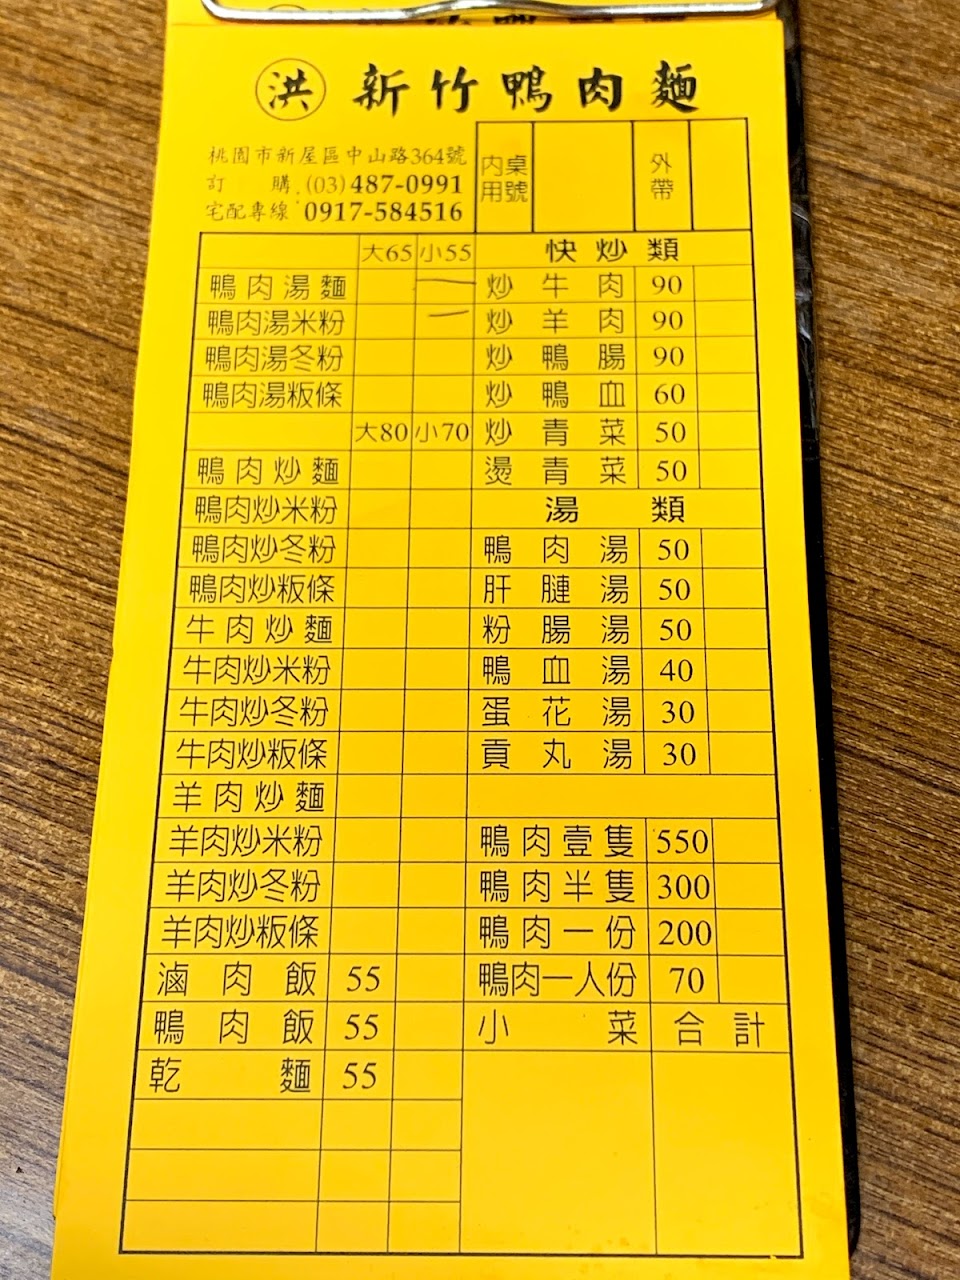 洪 新竹鴨肉麵
桃園市新屋區中山路364號
訂購:(03)487-0991
宅配專線:0917-584516
內用 桌號 外帶
大65 小55
鴨肉湯麵 一
鴨肉湯米粉 一
鴨肉湯冬粉
鴨肉湯粄條
大80 小70
鴨肉炒麵
鴨肉炒米粉
鴨肉炒冬粉
鴨肉炒粄條
牛肉炒麵
牛肉炒米粉
牛肉炒冬粉
牛肉炒粄條
羊肉炒麵
羊肉炒米粉
羊肉炒冬粉
羊肉炒粄條
滷肉飯 55
鴨肉飯 55
乾麵 55
快炒類
炒牛肉 90
炒羊肉 90
炒鴨腸 90
炒鴨血 60
炒青菜 50
燙青菜 50
湯類
鴨肉湯 50
肝腱湯 50
粉腸湯 50
鴨血湯 40
蛋花湯 30
貢丸湯 30
鴨肉壹隻 550
鴨肉半隻 300
鴨肉一份 200
鴨肉一人份 70
小菜 合計